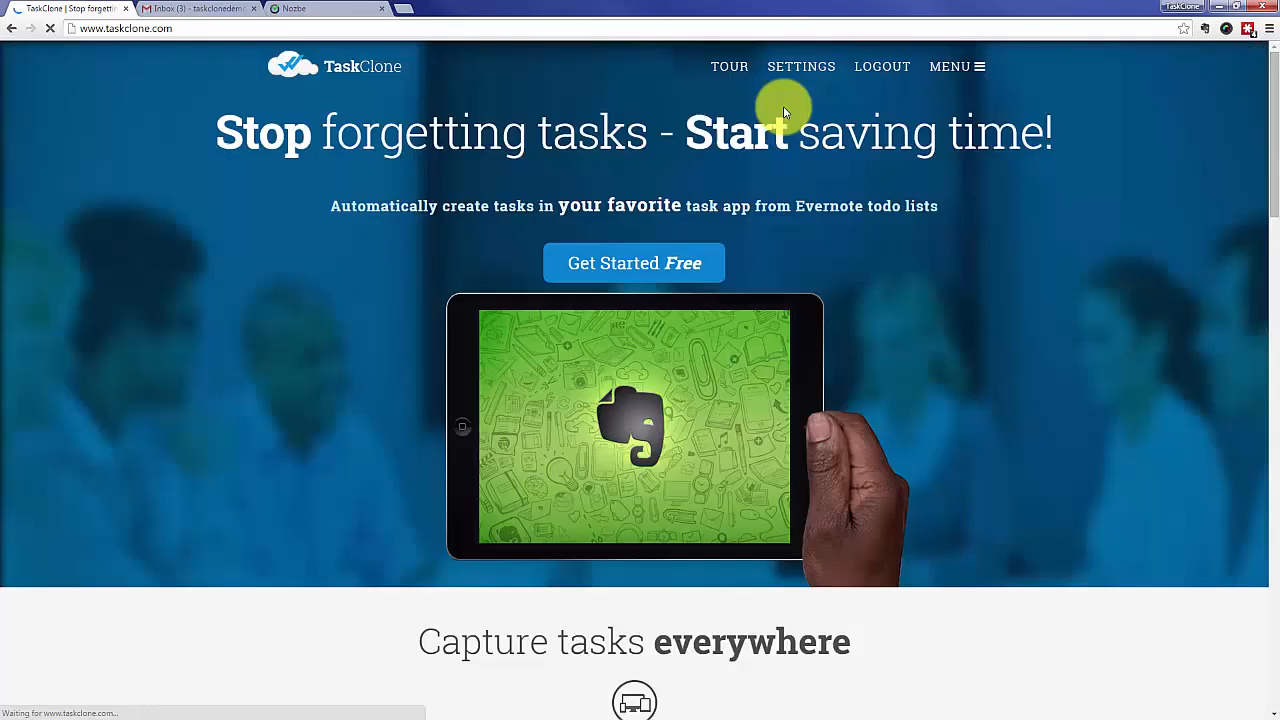 TaskClone | Stop forgettin
Inbox (3) - taskclonedem
Nozbe
TaskClone
www.taskclone.com
TaskClone
TOUR
SETTINGS
LOGOUT
MENU
Stop forgetting tasks - Start saving time!
Automatically create tasks in your favorite task app from Evernote todo lists
Get Started Free
Capture tasks everywhere
Waiting for www.taskclone.com...